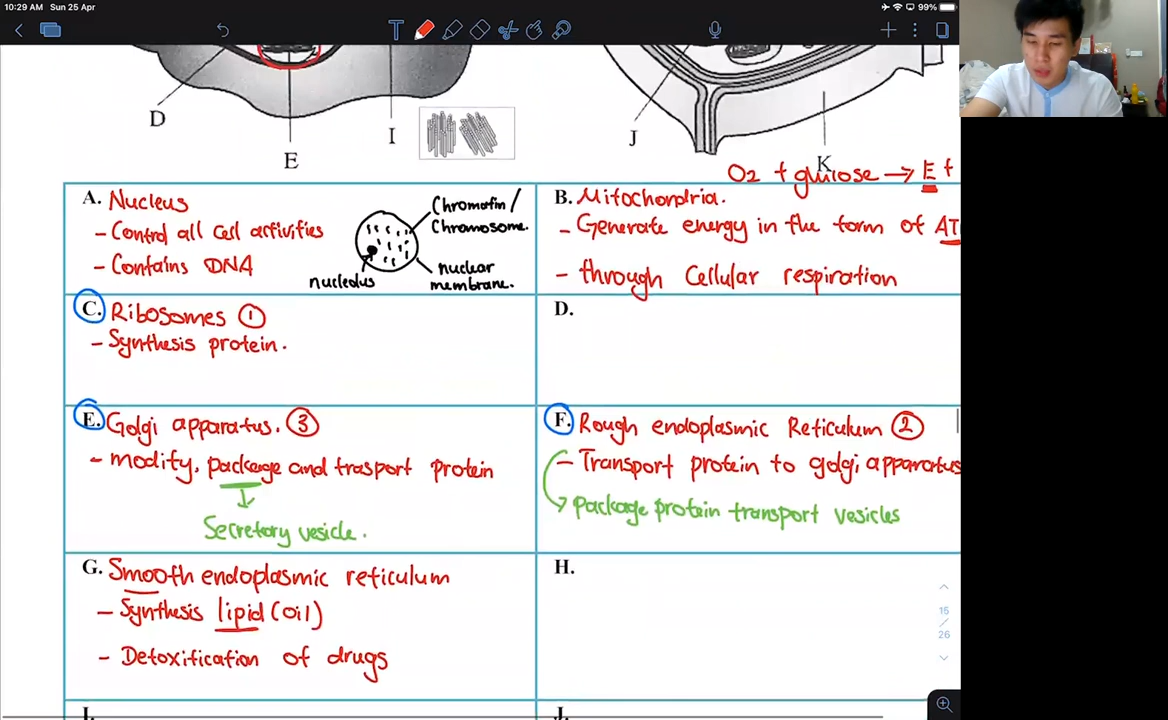 10:29 AM Sun 25 Apr
99%
D
E
I
J
K
O2 + glucose → E +
A. Nucleus
- Control all cell activities
- Contains DNA
Chromatin/
Chromosome.
nucleolus
nuclear
membrane.
B. Mitochondria.
- Generate energy in the form of AT
- through Cellular respiration
C. Ribosomes ①
- Synthesis protein.
D.
E. Golgi apparatus. ③
- modify, package and trasport protein
Secretory vesicle.
F. Rough endoplasmic Reticulum ②
- Transport protein to golgi apparatus
package protein transport vesicles
G. Smooth endoplasmic reticulum
- Synthesis lipid (oil)
- Detoxification of drugs
H.
15
/
26
I.
J.